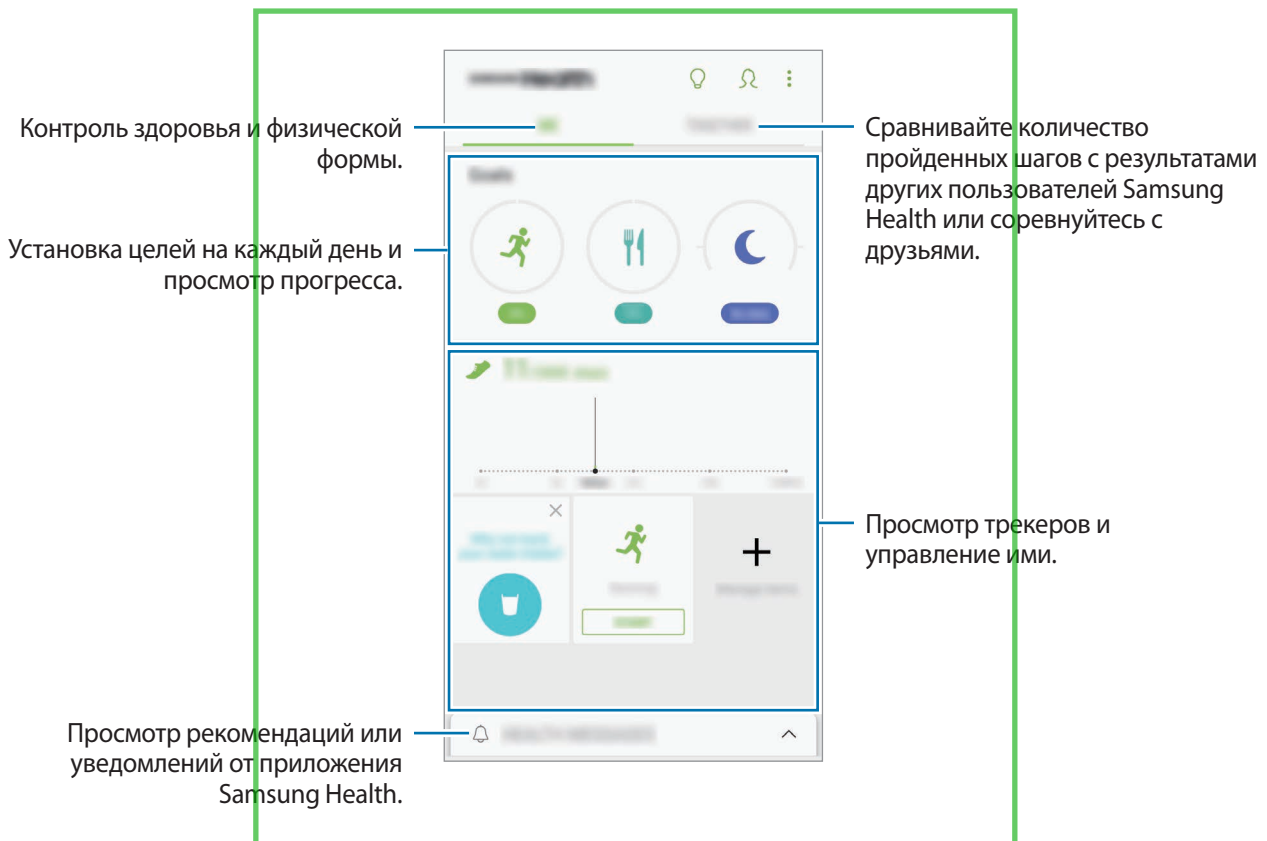 Контроль здоровья и физической
формы.
Установка целей на каждый день и
просмотр прогресса.
Просмотр рекомендаций или
уведомлений от приложения
Samsung Health.
Сравнивайте количество
пройденных шагов с результатами
других пользователей Samsung
Health или соревнуйтесь с
друзьями.
Просмотр трекеров и
управление ими.